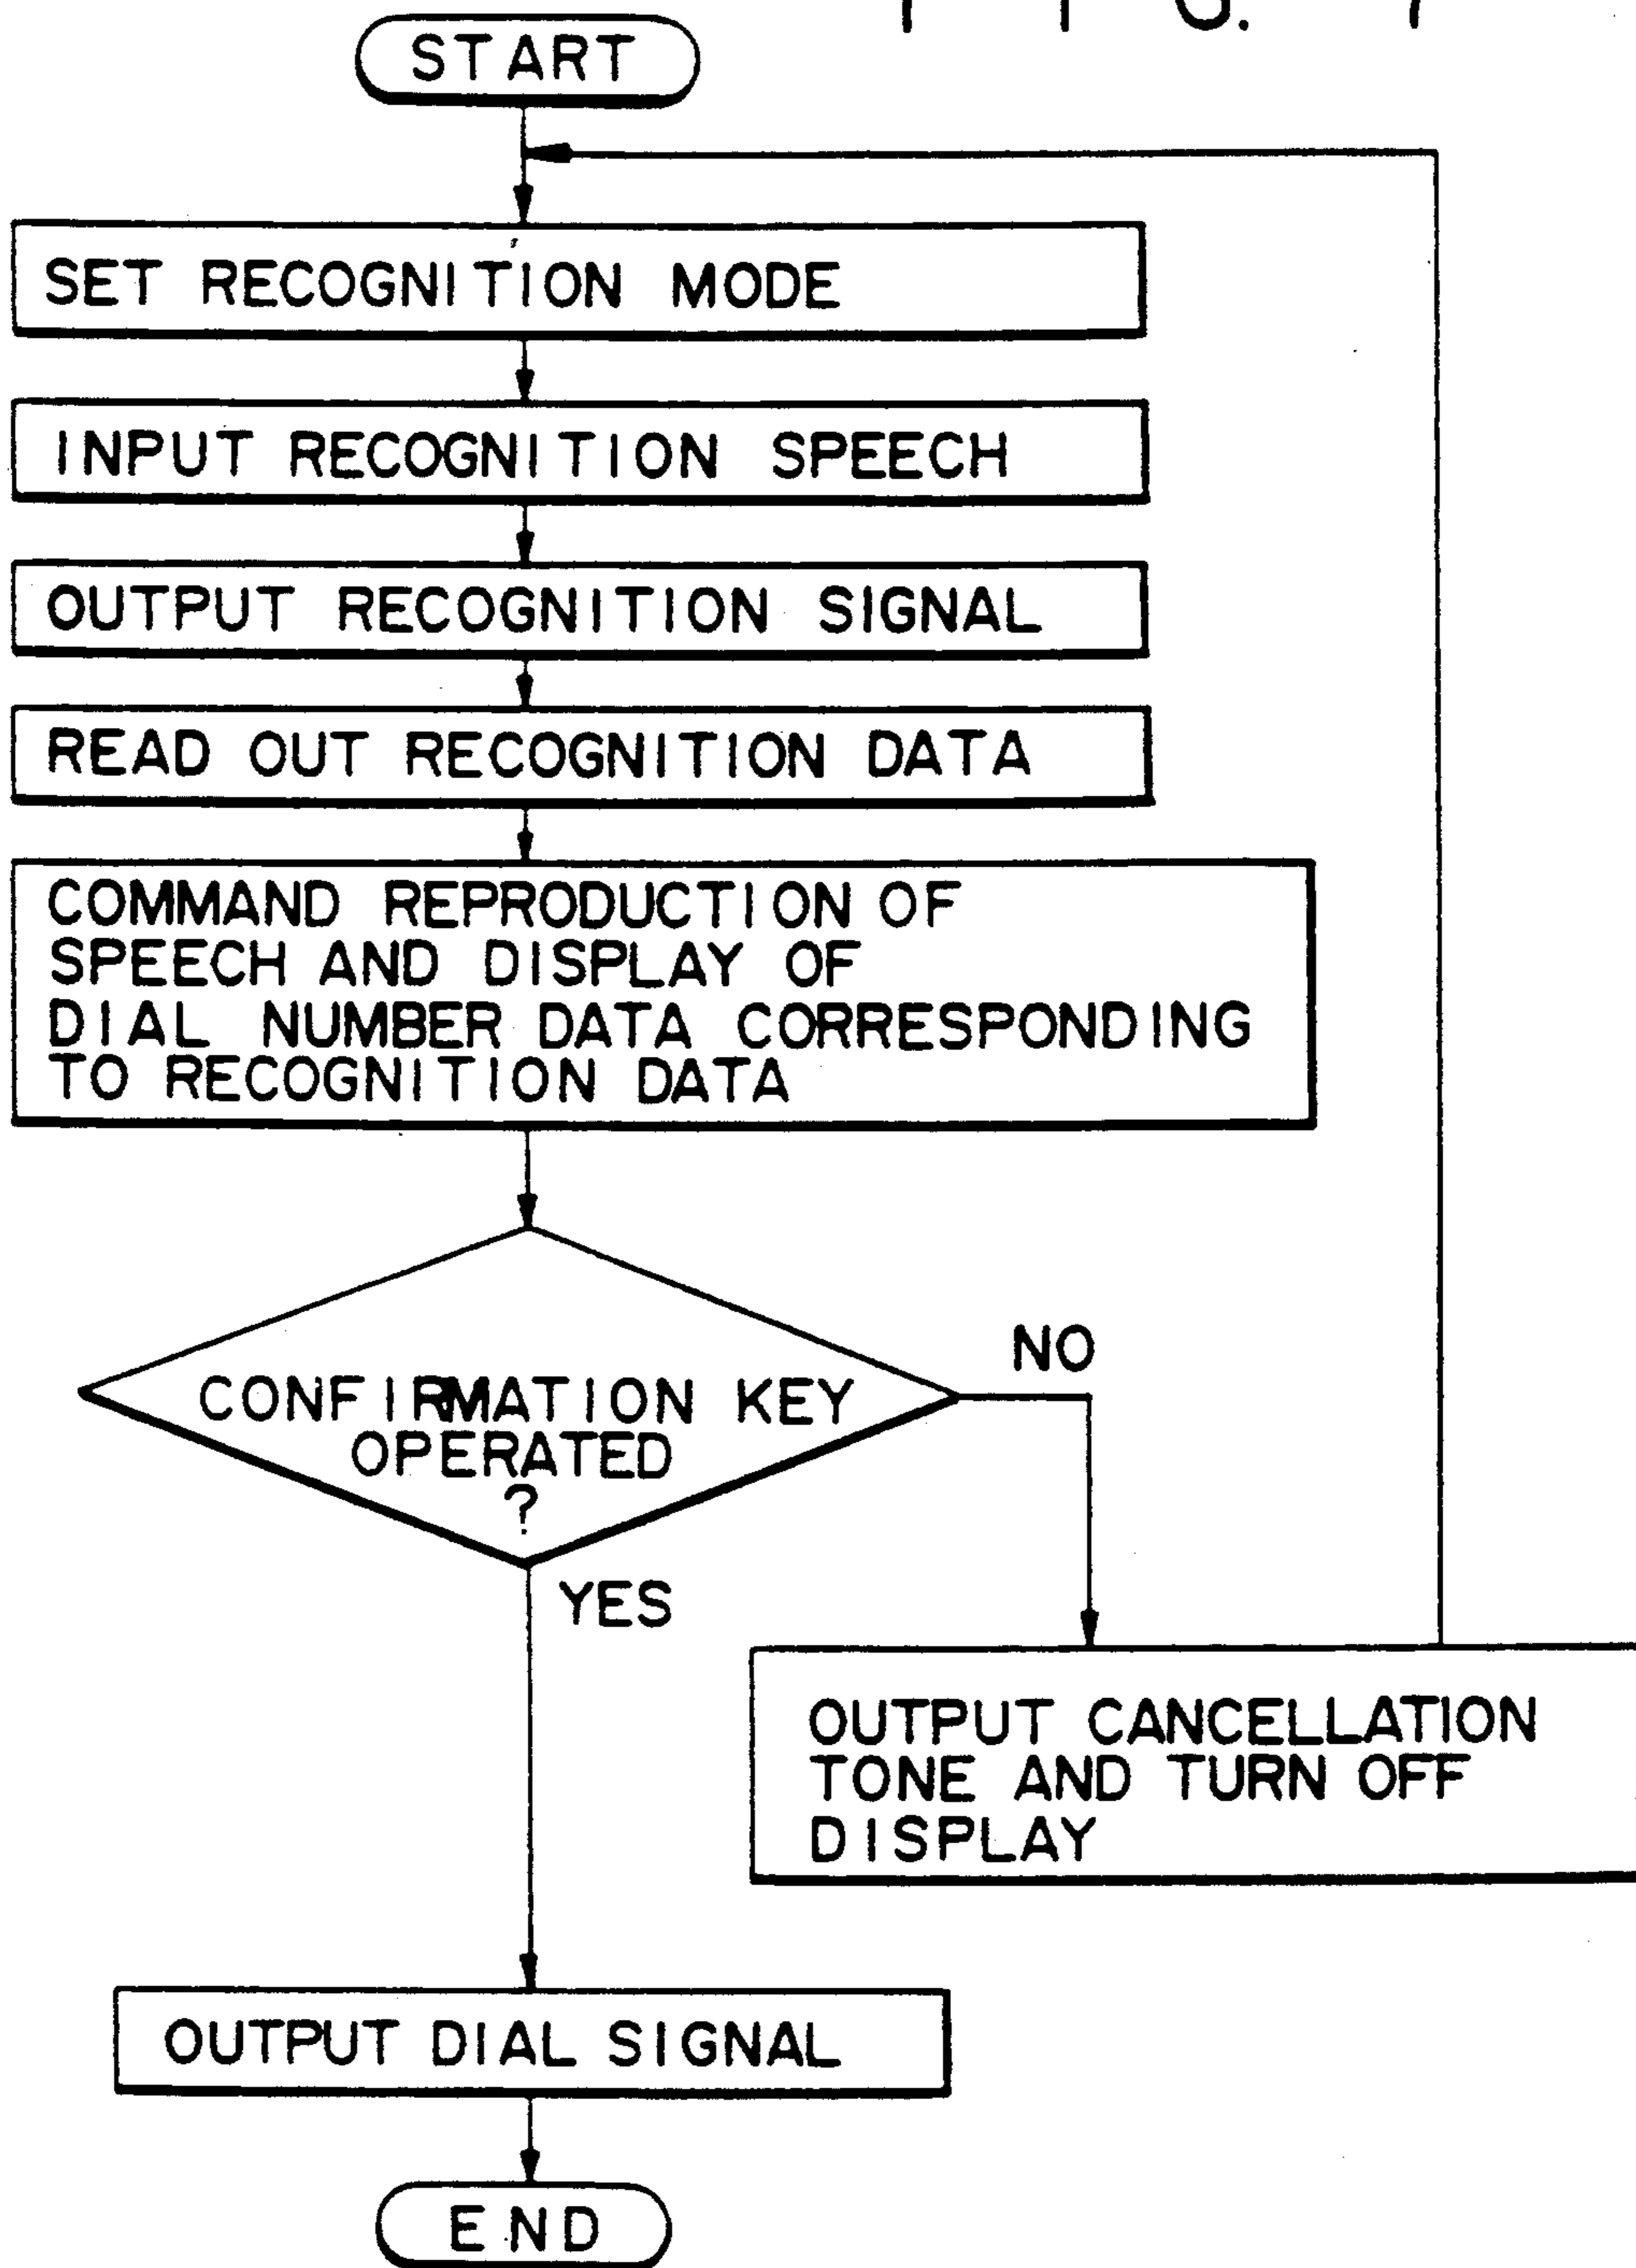 START
SET RECOGNITION MODE
INPUT RECOGNITION SPEECH
OUTPUT RECOGNITION SIGNAL
READ OUT RECOGNITION DATA
COMMAND REPRODUCTION OF
SPEECH AND DISPLAY OF
DIAL NUMBER DATA CORRESPONDING
TO RECOGNITION DATA
CONFIRMATION KEY
OPERATED
?
NO
YES
OUTPUT CANCELLATION
TONE AND TURN OFF
DISPLAY
OUTPUT DIAL SIGNAL
END